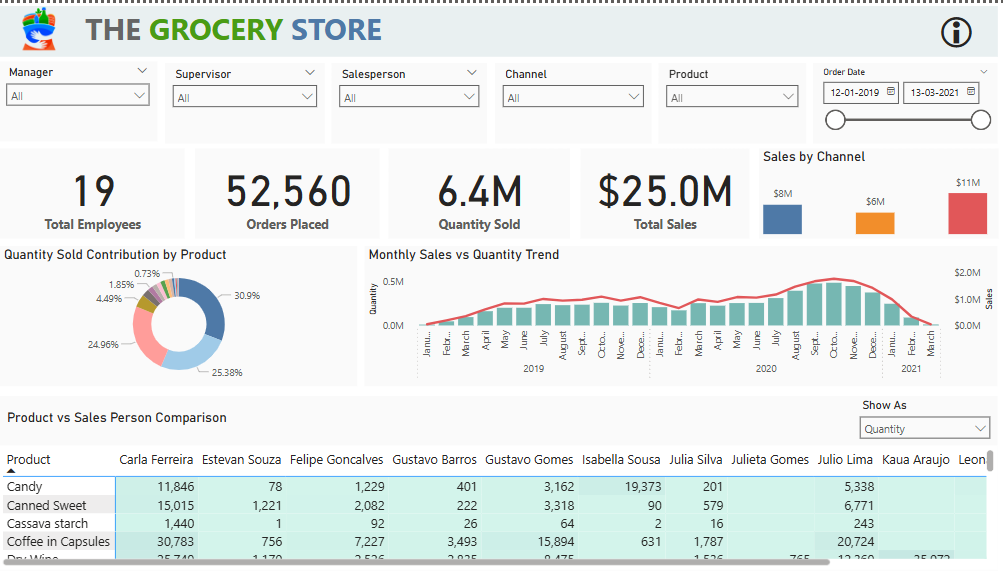 THE GROCERY STORE
Manager
Supervisor
Salesperson
Channel
Product
Order Date
All
All
All
All
All
12-01-2019
13-03-2021
19
Total Employees
52,560
Orders Placed
6.4M
Quantity Sold
$25.0M
Total Sales
Sales by Channel
$8M
$6M
$11M
Quantity Sold Contribution by Product
0.73%
1.85%
4.49%
24.96%
30.9%
25.38%
Monthly Sales vs Quantity Trend
Quantity
0.5M
0.0M
$2.0M
$1.0M
$0.0M
Sales
Janu... Febr... March April May June July August Sept... Octo... Nove... Dece... Janu... Febr... March April May June July August Sept... Octo... Nove... Dece... Janu... Febr... March
2019 2020 2021
Product vs Sales Person Comparison
Show As
Quantity
Product Carla Ferreira Estevan Souza Felipe Goncalves Gustavo Barros Gustavo Gomes Isabella Sousa Julia Silva Julieta Gomes Julio Lima Kaua Araujo Leon
Candy 11,846 78 1,229 401 3,162 19,373 201 5,338
Canned Sweet 15,015 1,221 2,082 222 3,318 90 579 6,771
Cassava starch 1,440 1 92 26 64 2 16 243
Coffee in Capsules 30,783 756 7,227 3,493 15,894 631 1,787 20,724
Dry Wine